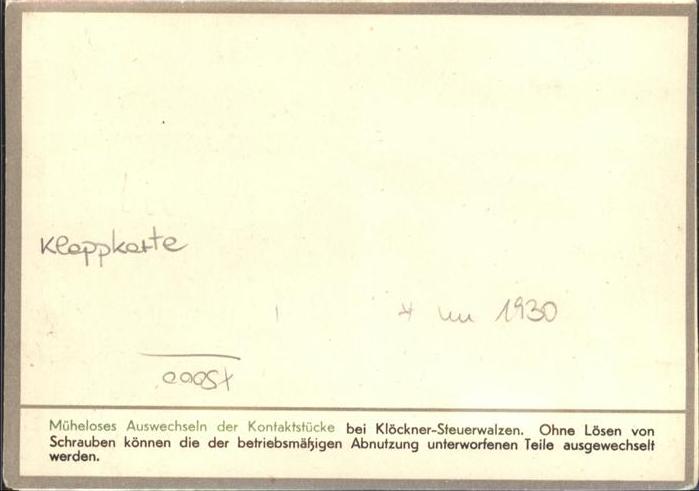 Klappkarte
* um 1930
Müheloses Auswechseln der Kontaktstücke bei Klöckner-Steuerwalzen. Ohne Lösen von
Schrauben können die der betriebsmäßigen Abnutzung unterworfenen Teile ausgewechselt
werden.